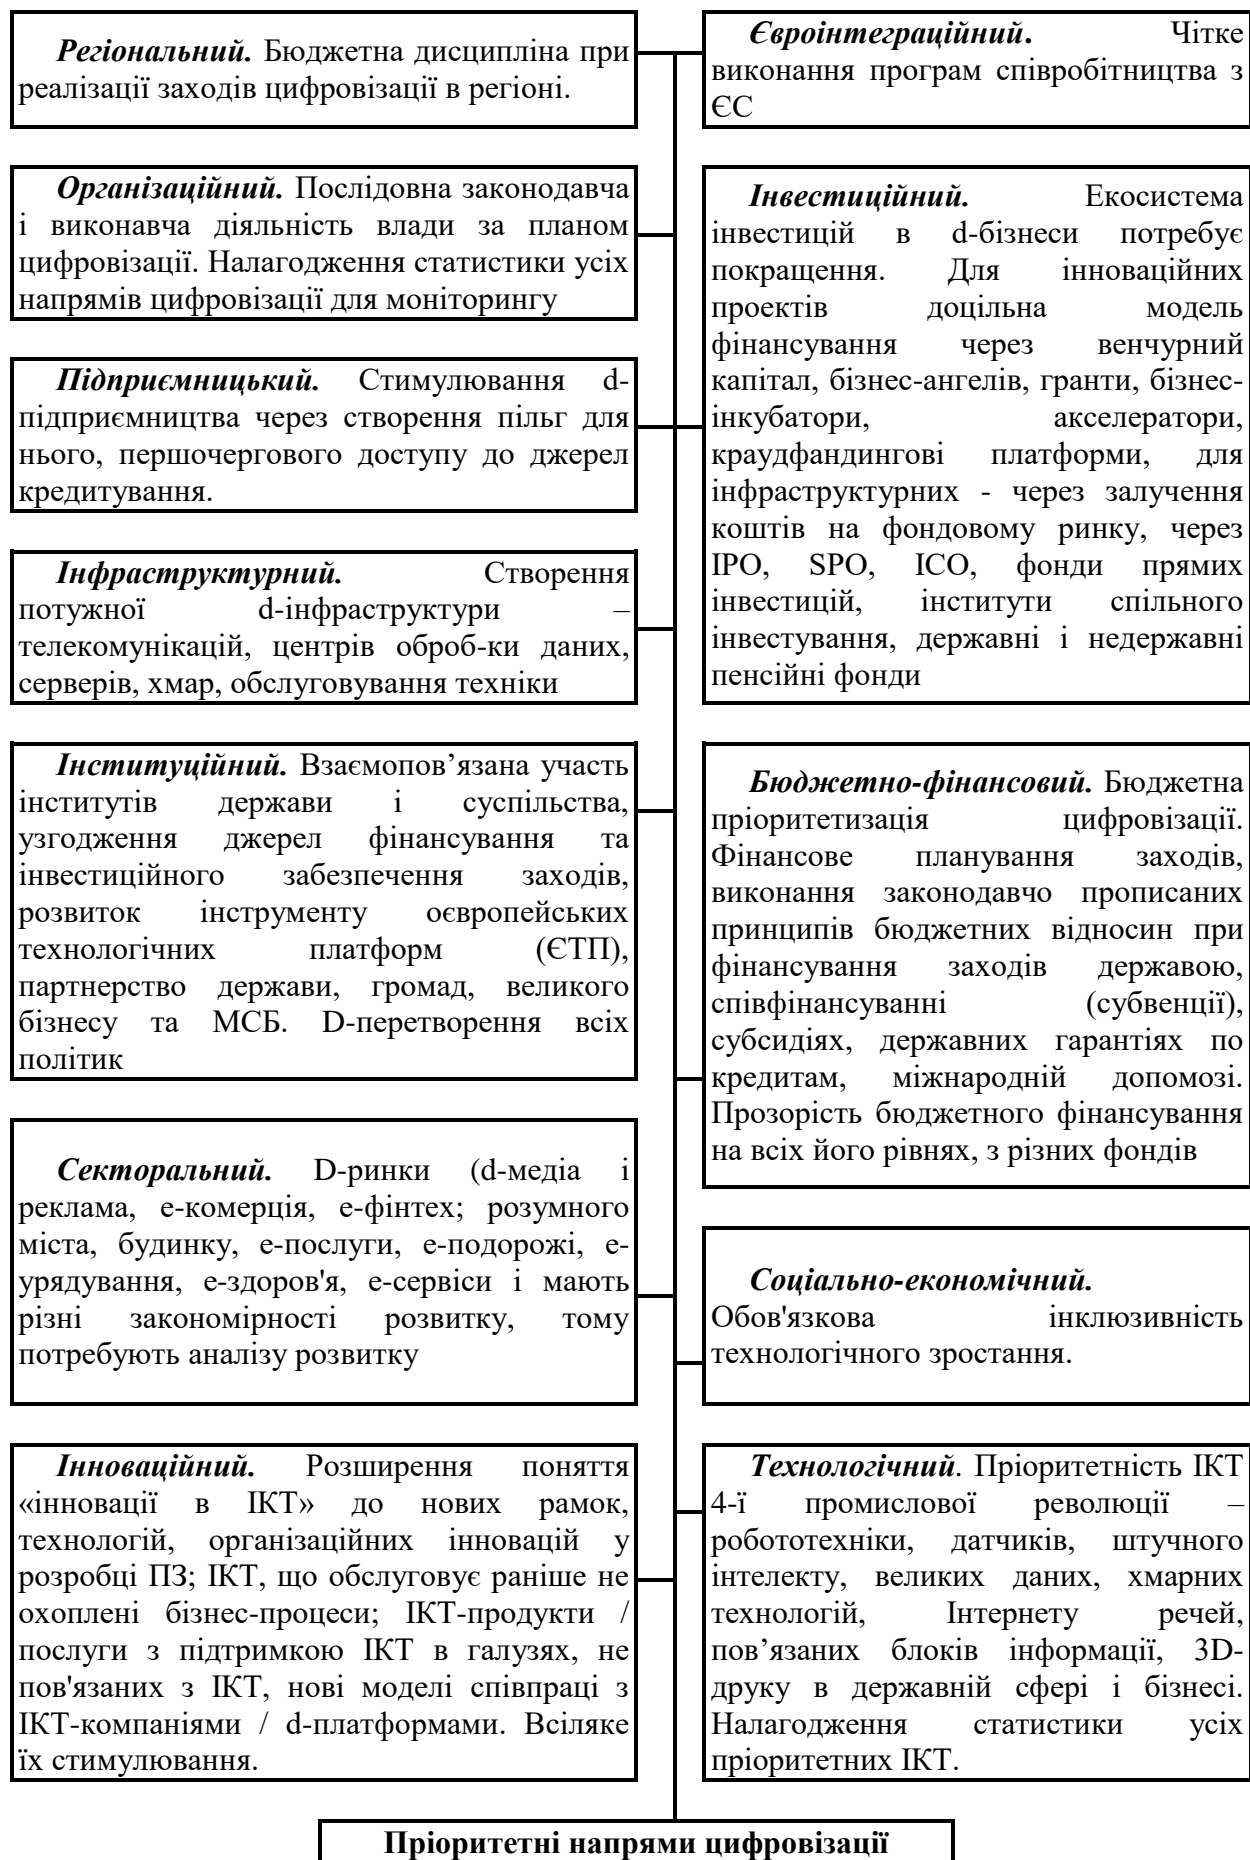 Регіональний. Бюджетна дисципліна при
реалізації заходів цифровізації в регіоні.
Євроінтеграційний. Чітке
виконання програм співробітництва з
ЄС
Організаційний. Послідовна законодавча
і виконавча діяльність влади за планом
цифровізації. Налагодження статистики усіх
напрямів цифровізації для моніторингу
Інвестиційний. Екосистема
інвестицій в d-бізнеси потребує
покращення. Для інноваційних
проектів доцільна модель
фінансування через венчурний
капітал, бізнес-ангелів, гранти, бізнес-
інкубатори, акселератори,
краудфандингові платформи, для
інфраструктурних - через залучення
коштів на фондовому ринку, через
IPO, SPO, ICO, фонди прямих
інвестицій, інститути спільного
інвестування, державні і недержавні
пенсійні фонди
Підприємницький. Стимулювання d-
підприємництва через створення пільг для
нього, першочергового доступу до джерел
кредитування.
Інфраструктурний. Створення
потужної d-інфраструктури –
телекомунікацій, центрів оброб-ки даних,
серверів, хмар, обслуговування техніки
Інституційний. Взаємопов’язана участь
інститутів держави і суспільства,
узгодження джерел фінансування та
інвестиційного забезпечення заходів,
розвиток інструменту оєвропейських
технологічних платформ (ЄТП),
партнерство держави, громад, великого
бізнесу та МСБ. D-перетворення всіх
політик
Бюджетно-фінансовий. Бюджетна
пріоритетизація цифровізації.
Фінансове планування заходів,
виконання законодавчо прописаних
принципів бюджетних відносин при
фінансування заходів державою,
співфінансуванні (субвенції),
субсидіях, державних гарантіях по
кредитам, міжнародній допомозі.
Прозорість бюджетного фінансування
на всіх його рівнях, з різних фондів
Секторальний. D-ринки (d-медіа і
реклама, е-комерція, е-фінтех; розумного
міста, будинку, е-послуги, е-подорожі, е-
урядування, е-здоров'я, е-сервіси і мають
різні закономірності розвитку, тому
потребують аналізу розвитку
Соціально-економічний.
Обов'язкова інклюзивність
технологічного зростання.
Інноваційний. Розширення поняття
«інновації в ІКТ» до нових рамок,
технологій, організаційних інновацій у
розробці ПЗ; ІКТ, що обслуговує раніше не
охоплені бізнес-процеси; ІКТ-продукти /
послуги з підтримкою ІКТ в галузях, не
пов'язаних з ІКТ, нові моделі співпраці з
ІКТ-компаніями / d-платформами. Всіляке
їх стимулювання.
Технологічний. Пріоритетність ІКТ
4-ї промислової революції –
робототехніки, датчиків, штучного
інтелекту, великих даних, хмарних
технологій, Інтернету речей,
пов’язаних блоків інформації, 3D-
друку в державній сфері і бізнесі.
Налагодження статистики усіх
пріоритетних ІКТ.
Пріоритетні напрями цифровізації